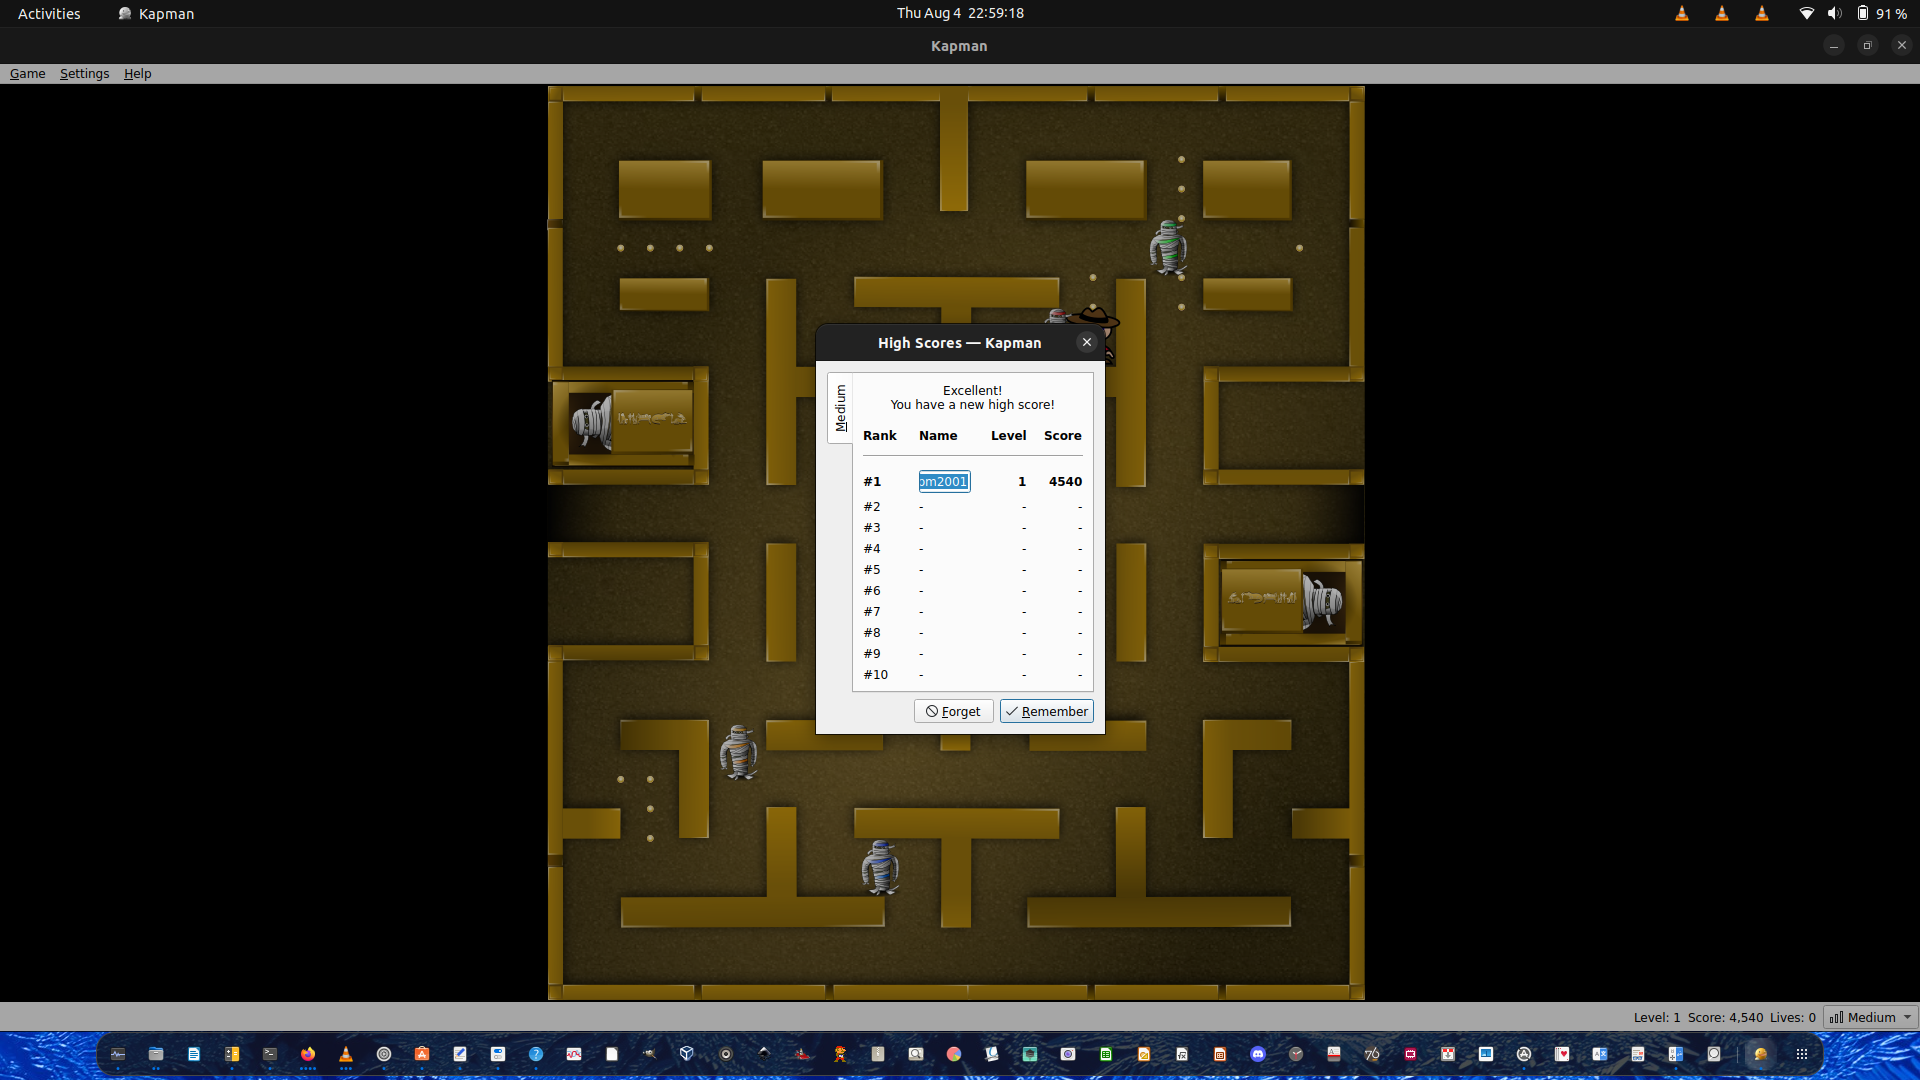 Activities Kapman Thu Aug 4 22:59:18 91 %
Kapman
Game Settings Help
High Scores — Kapman
Medium
Excellent!
You have a new high score!
Rank Name Level Score
#1 om2001 1 4540
#2 - - -
#3 - - -
#4 - - -
#5 - - -
#6 - - -
#7 - - -
#8 - - -
#9 - - -
#10 - - -
Forget Remember
Level: 1 Score: 4,540 Lives: 0 Medium